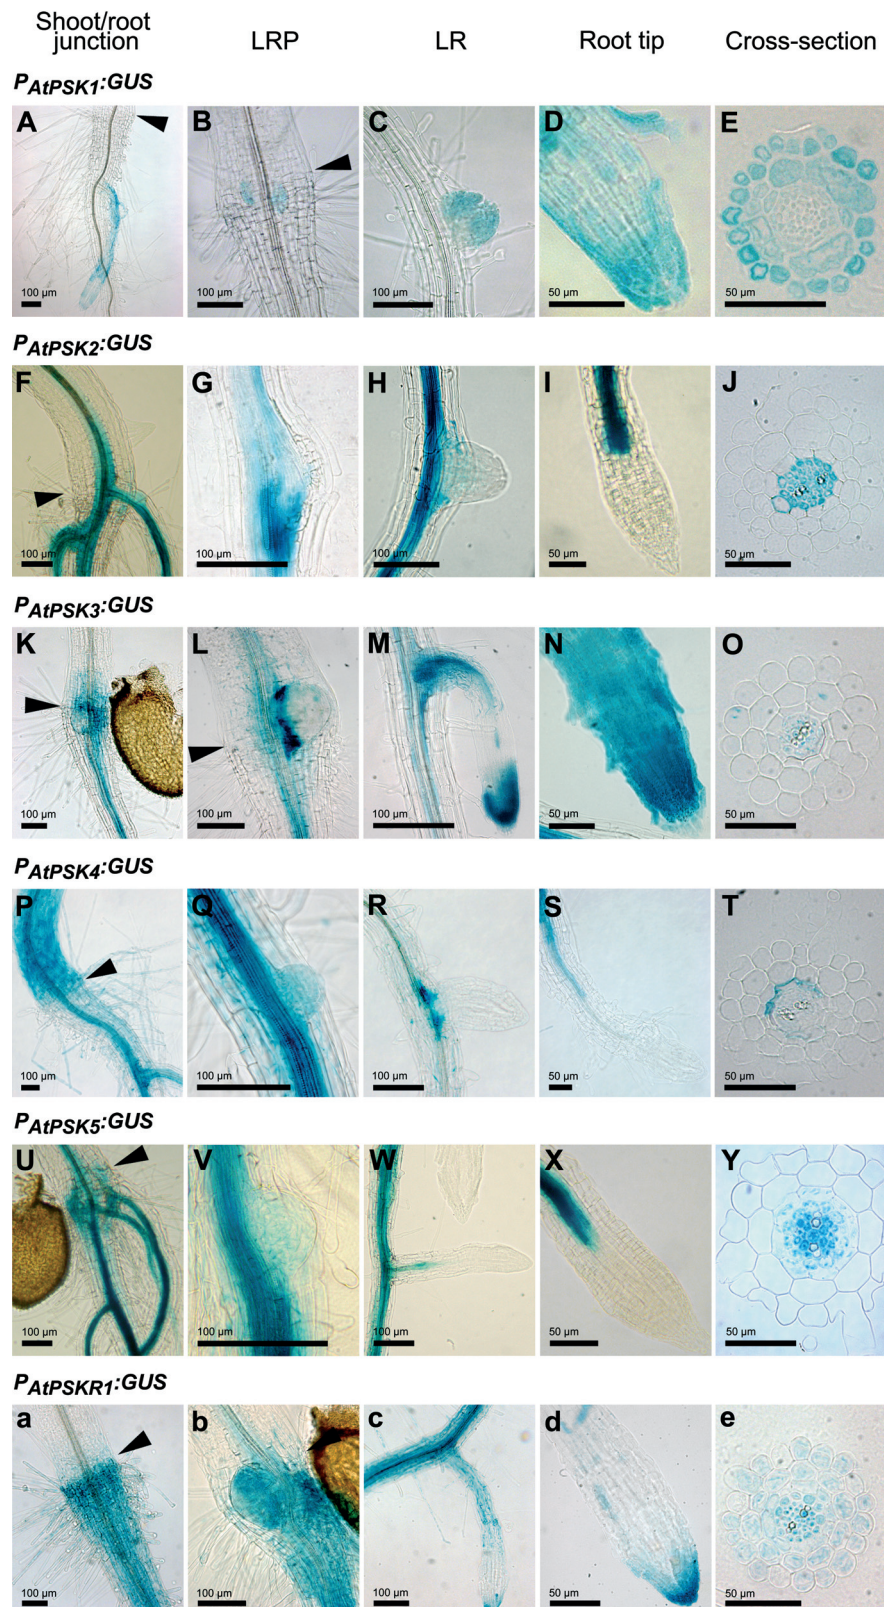 Shoot/root
junction
LRP
LR
Root tip
Cross-section
PAtPSK1:GUS
A
B
C
D
E
100 µm
100 µm
100 µm
50 µm
50 µm
PAtPSK2:GUS
F
G
H
I
J
100 µm
100 µm
100 µm
50 µm
50 µm
PAtPSK3:GUS
K
L
M
N
O
100 µm
100 µm
100 µm
50 µm
50 µm
PAtPSK4:GUS
P
Q
R
S
T
100 µm
100 µm
100 µm
50 µm
50 µm
PAtPSK5:GUS
U
V
W
X
Y
100 µm
100 µm
100 µm
50 µm
50 µm
PAtPSKR1:GUS
a
b
c
d
e
100 µm
100 µm
100 µm
50 µm
50 µm